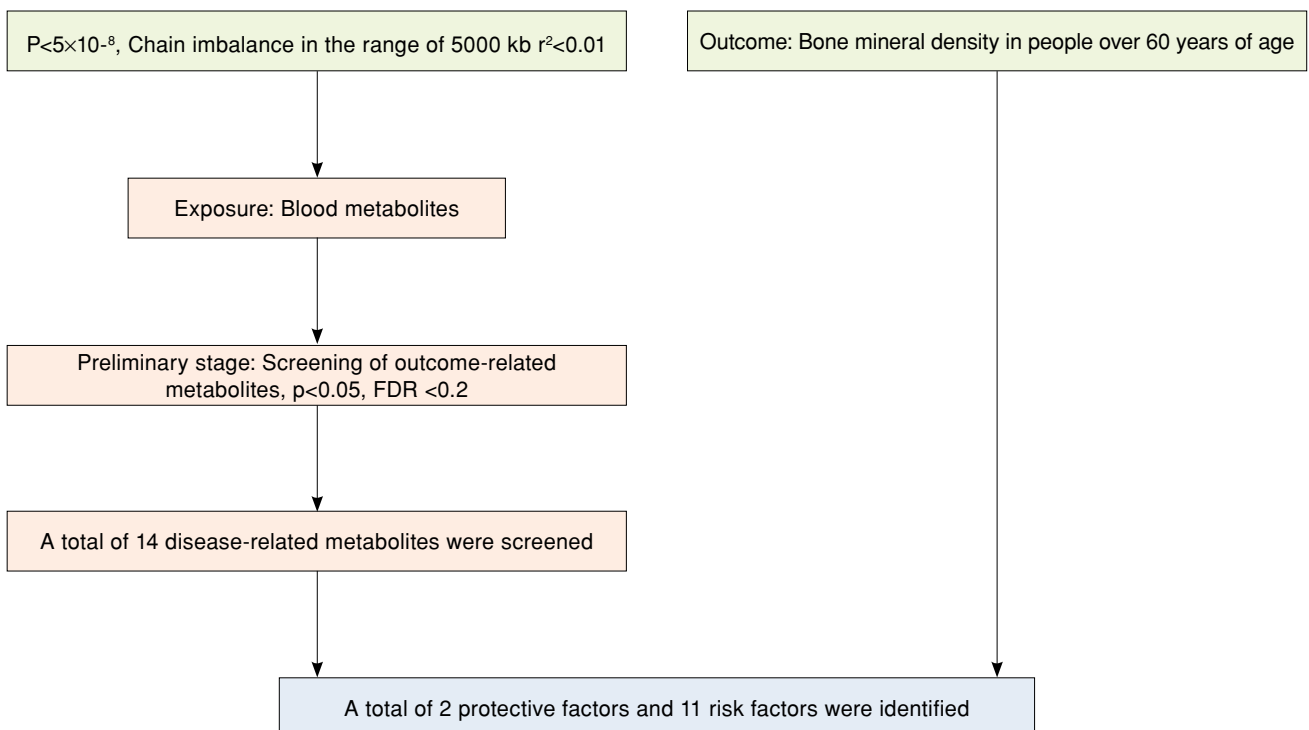 P<5×10-⁸, Chain imbalance in the range of 5000 kb r²<0.01
Outcome: Bone mineral density in people over 60 years of age
Exposure: Blood metabolites
Preliminary stage: Screening of outcome-related
metabolites, p<0.05, FDR <0.2
A total of 14 disease-related metabolites were screened
A total of 2 protective factors and 11 risk factors were identified